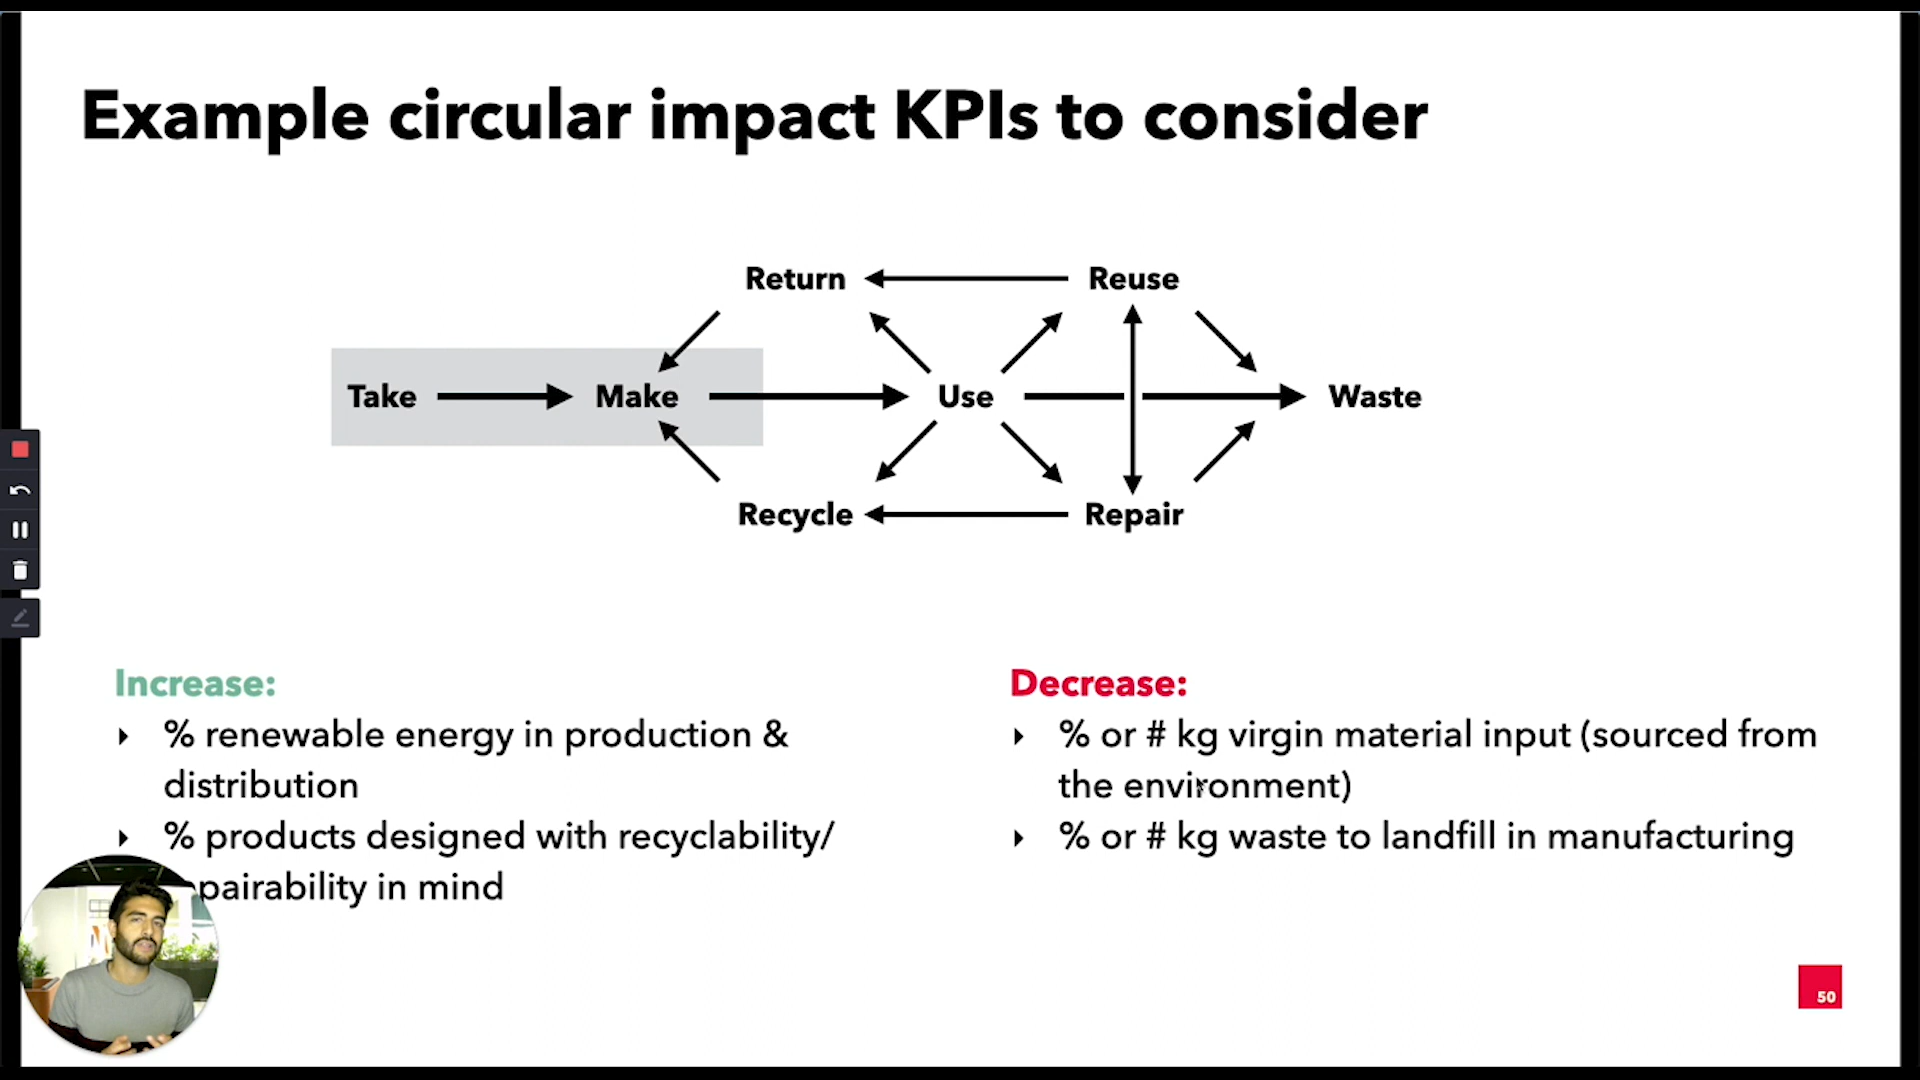 Example circular impact KPIs to consider
Return
Reuse
Take
Make
Use
Waste
Recycle
Repair
Increase:
% renewable energy in production &
distribution
% products designed with recyclability/
pairability in mind
Decrease:
% or # kg virgin material input (sourced from
the environment)
% or # kg waste to landfill in manufacturing
50